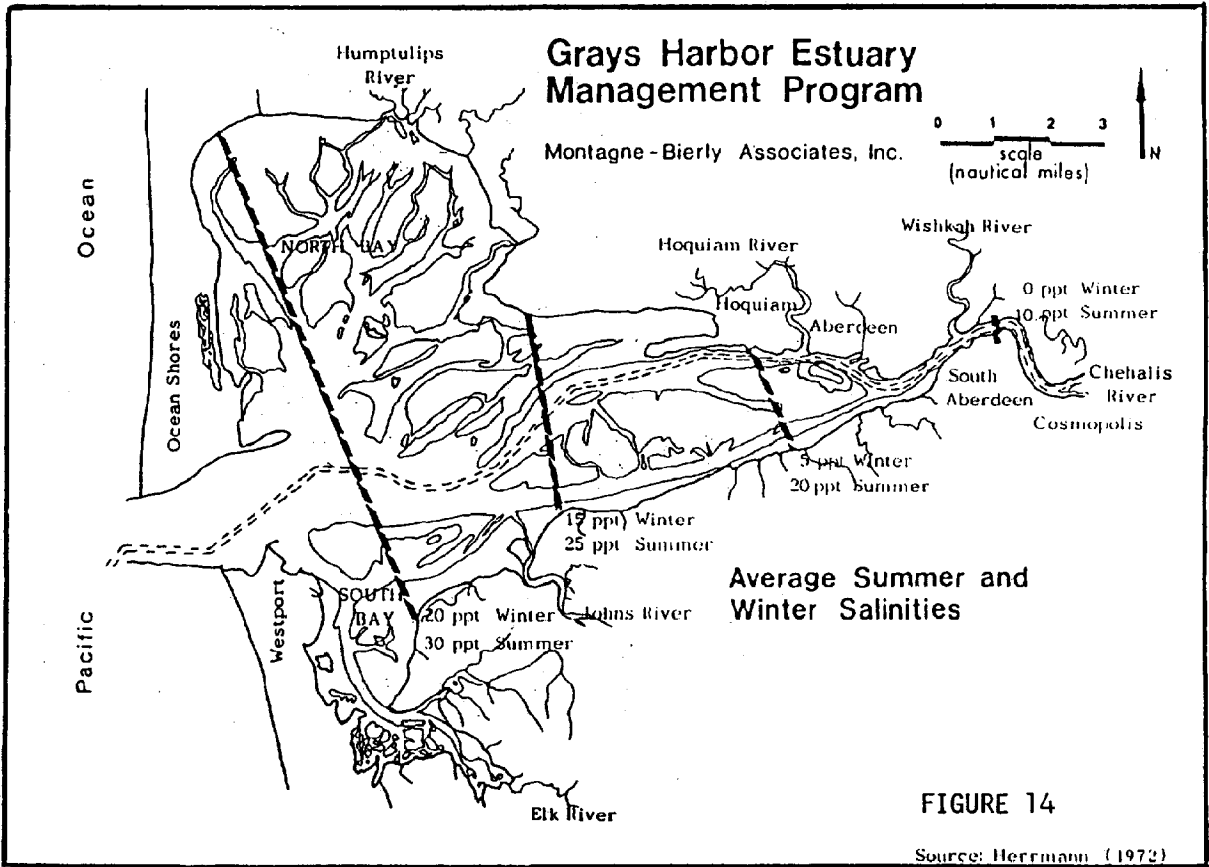 Grays Harbor Estuary
Management Program
Montagne-Bierly Associates, Inc.
0 1 2 3
scale
(nautical miles)
N
Humptulips
River
Ocean
NORTH BAY
Ocean Shores
Hoquiam River
Hoquiam
Aberdeen
Wishkah River
0 ppt Winter
10 ppt Summer
South
Aberdeen
Chehalis
River
Cosmopolis
5 ppt Winter
20 ppt Summer
15 ppt Winter
25 ppt Summer
Average Summer and
Winter Salinities
Westport
SOUTH
BAY
20 ppt Winter
30 ppt Summer
Johns River
Pacific
Elk River
FIGURE 14
Source: Herrmann (1972)